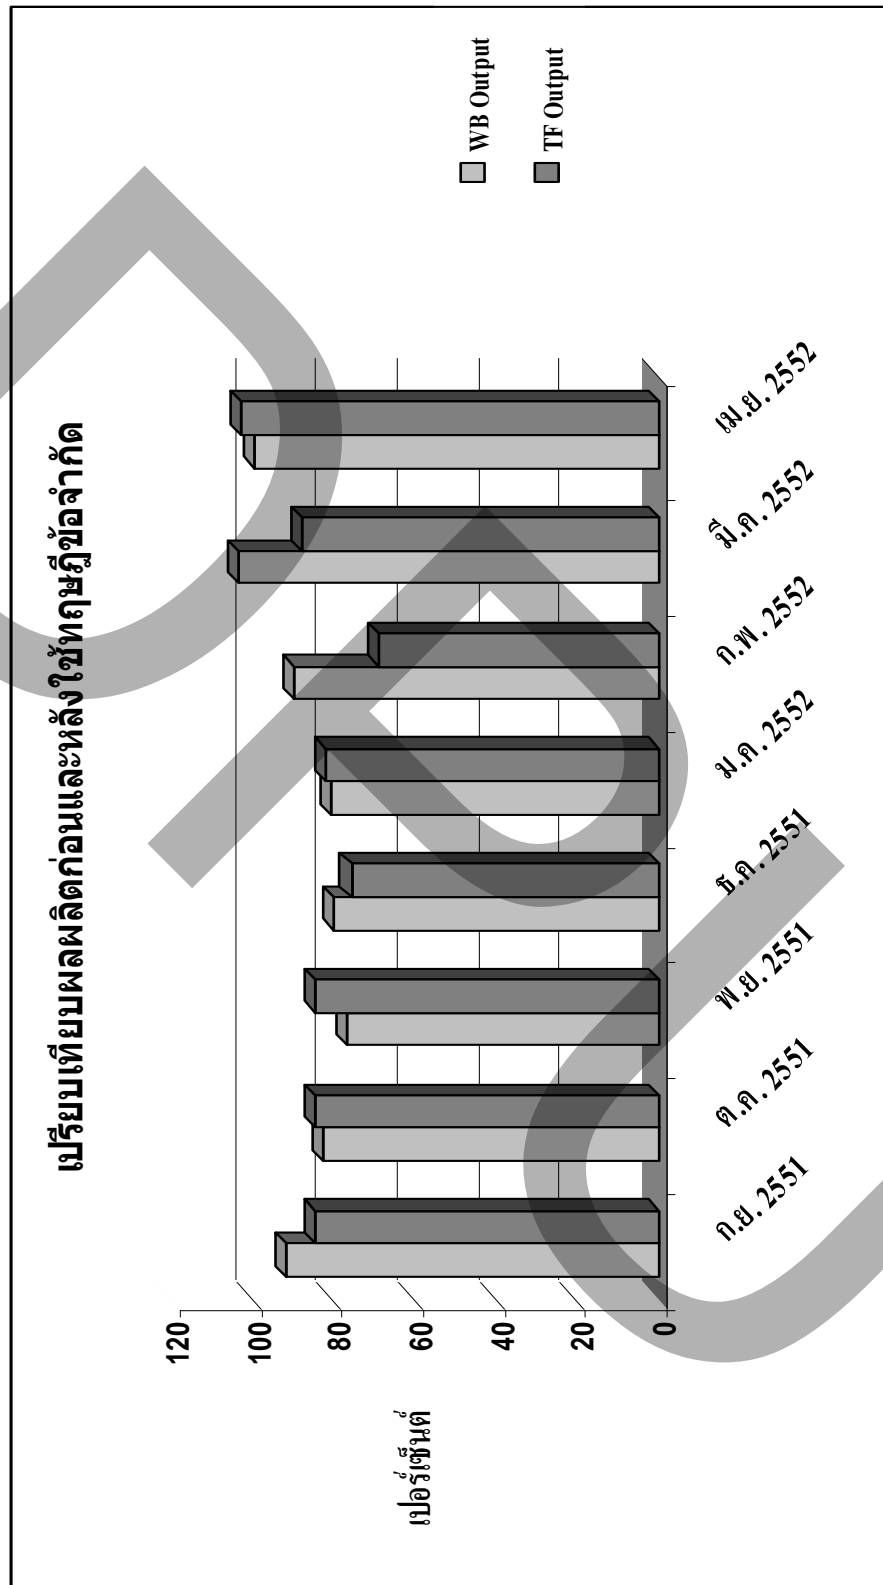 เปรียบเทียบผลผลิตก่อนและหลังใช้ทฤษฎีข้อจำกัด
เปอร์เซ็นต์
120
100
80
60
40
20
0
ก.ย. 2551
ต.ค. 2551
พ.ย. 2551
ธ.ค. 2551
ม.ค. 2552
ก.พ. 2552
มี.ค. 2552
เม.ย. 2552
WB Output
TF Output